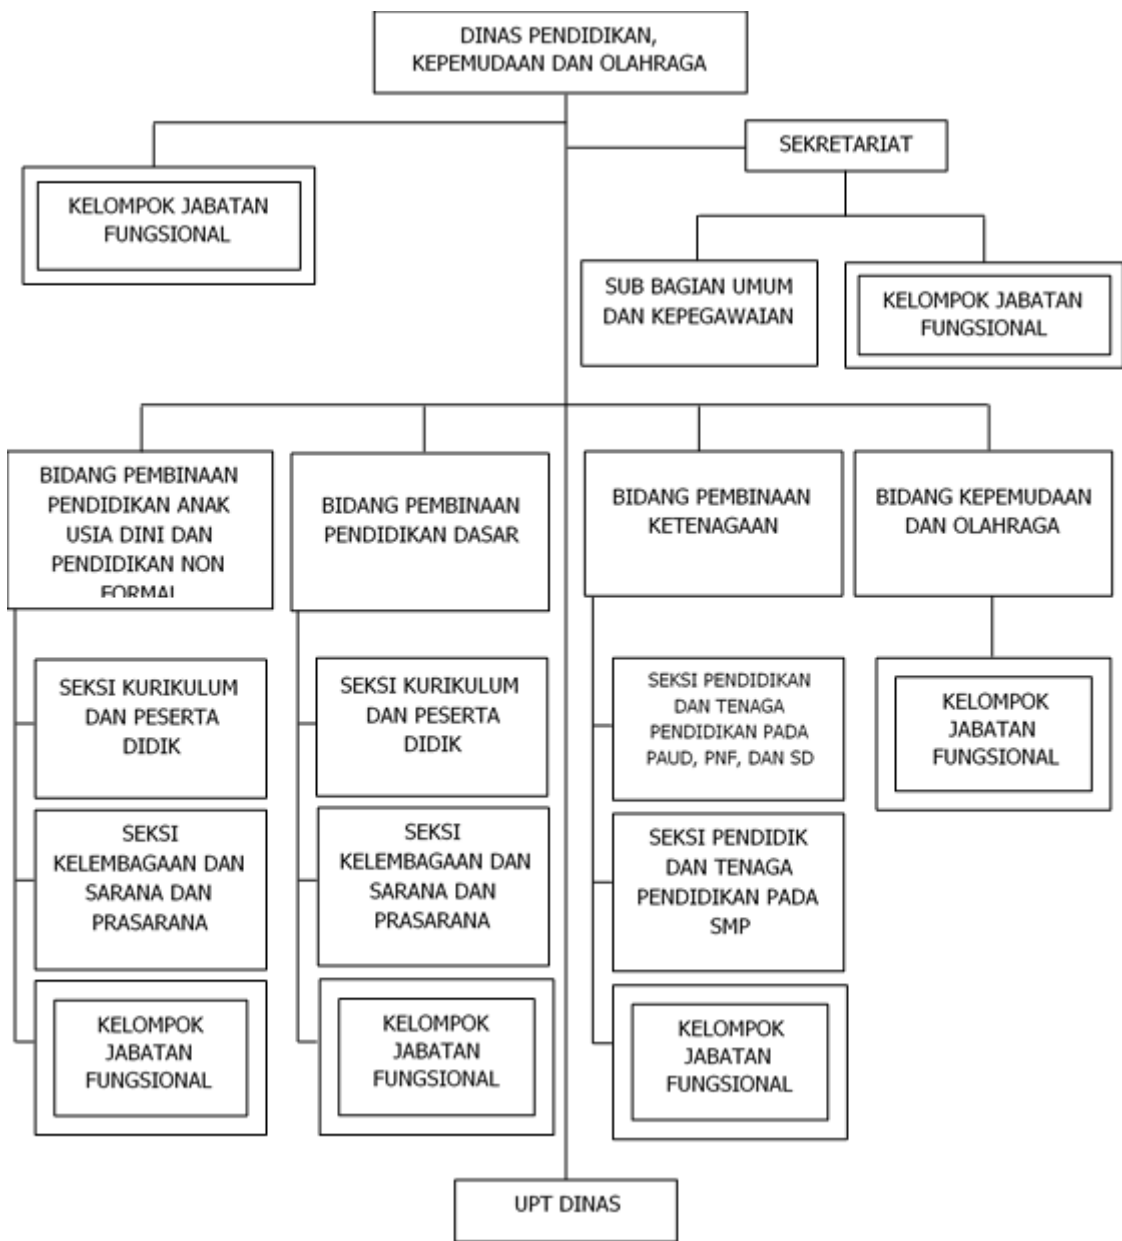 DINAS PENDIDIKAN,
KEPEMUDAAN DAN OLAHRAGA
SEKRETARIAT
KELOMPOK JABATAN
FUNGSIONAL
SUB BAGIAN UMUM
DAN KEPEGAWAIAN
KELOMPOK JABATAN
FUNGSIONAL
BIDANG PEMBINAAN
PENDIDIKAN ANAK
USIA DINI DAN
PENDIDIKAN NON
FORMAL
BIDANG PEMBINAAN
PENDIDIKAN DASAR
BIDANG PEMBINAAN
KETENAGAAN
BIDANG KEPEMUDAAN
DAN OLAHRAGA
SEKSI KURIKULUM
DAN PESERTA
DIDIK
SEKSI KURIKULUM
DAN PESERTA
DIDIK
SEKSI PENDIDIKAN
DAN TENAGA
PENDIDIKAN PADA
PAUD, PNF, DAN SD
KELOMPOK
JABATAN
FUNGSIONAL
SEKSI
KELEMBAGAAN DAN
SARANA DAN
PRASARANA
SEKSI
KELEMBAGAAN DAN
SARANA DAN
PRASARANA
SEKSI PENDIDIK
DAN TENAGA
PENDIDIKAN PADA
SMP
KELOMPOK
JABATAN
FUNGSIONAL
KELOMPOK
JABATAN
FUNGSIONAL
KELOMPOK
JABATAN
FUNGSIONAL
UPT DINAS